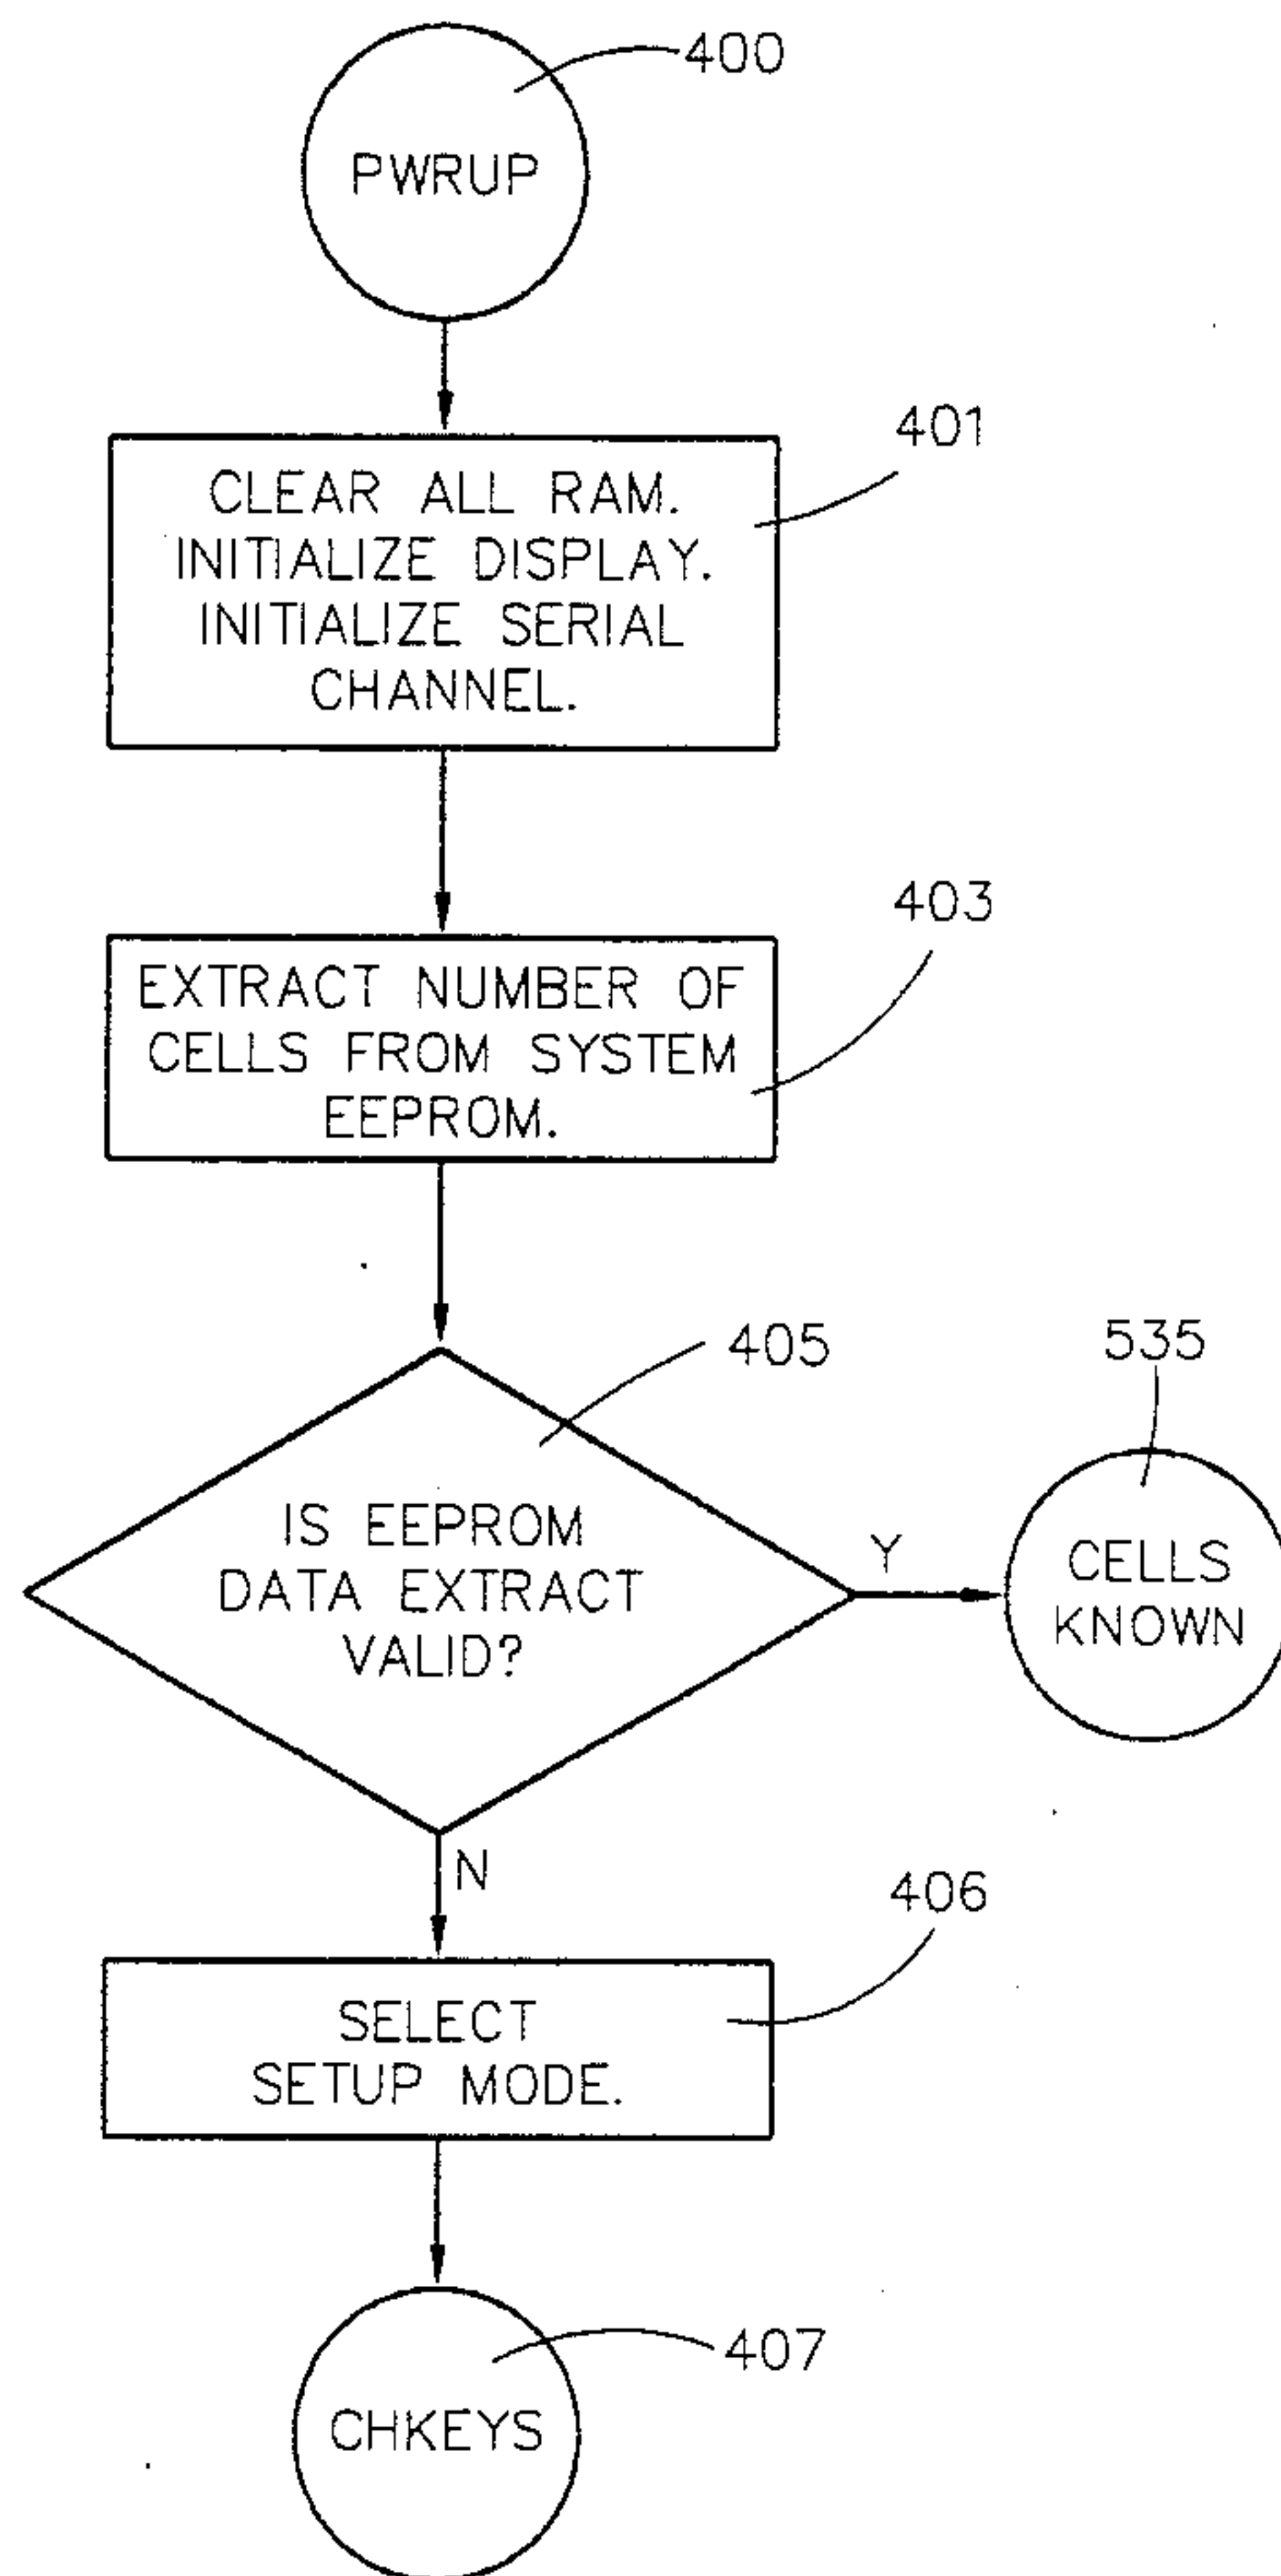 400
PWRUP
401
CLEAR ALL RAM.
INITIALIZE DISPLAY.
INITIALIZE SERIAL
CHANNEL.
403
EXTRACT NUMBER OF
CELLS FROM SYSTEM
EEPROM.
405
IS EEPROM
DATA EXTRACT
VALID?
Y
535
CELLS
KNOWN
N
406
SELECT
SETUP MODE.
407
CHKEYS